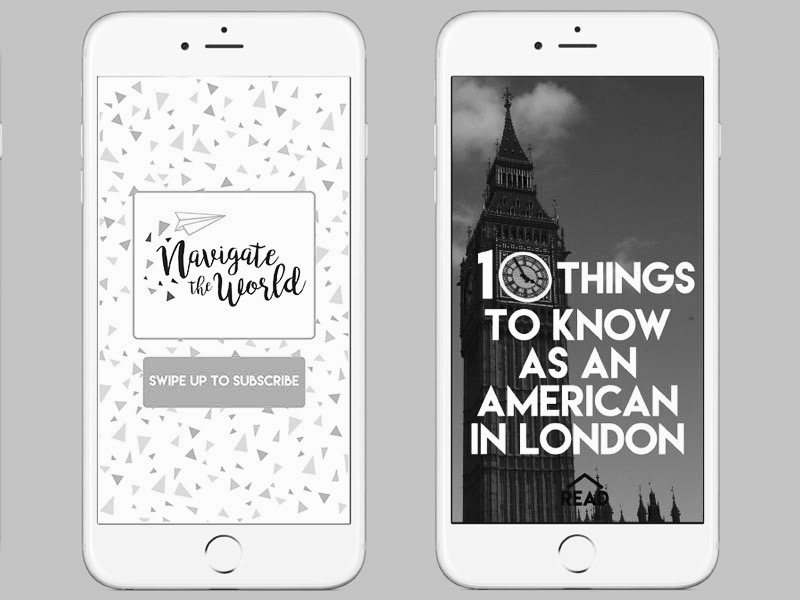 Navigate
the World
SWIPE UP TO SUBSCRIBE
10 THINGS
TO KNOW
AS AN
AMERICAN
IN LONDON
READ